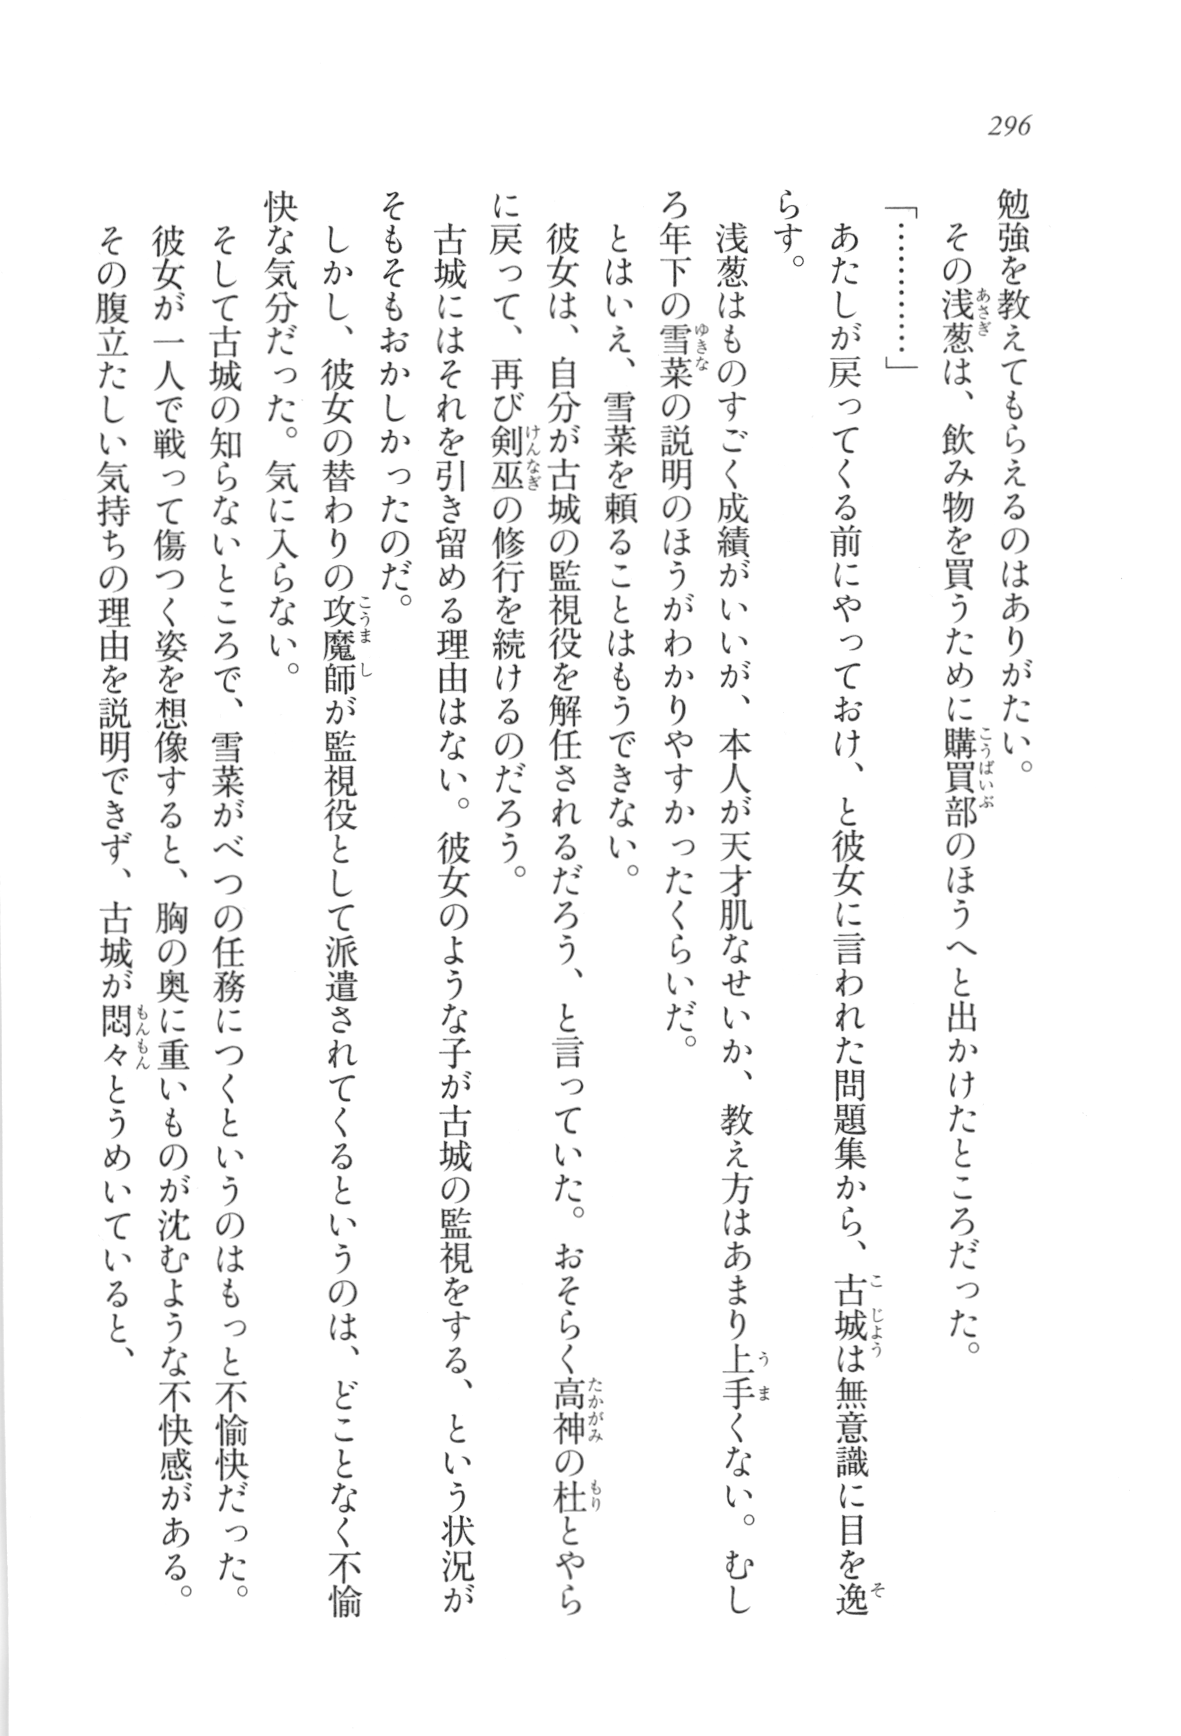 296
勉強を教えてもらえるのはありがたい。
その浅葱は、飲み物を買うために購買部のほうへと出かけたところだった。
「…………」
あたしが戻ってくる前にやっておけ、と彼女に言われた問題集から、古城は無意識に目を逸
らす。
浅葱はものすごく成績がいいが、本人が天才肌なせいか、教え方はあまり上手くない。むし
ろ年下の雪菜の説明のほうがわかりやすかったくらいだ。
とはいえ、雪菜を頼ることはもうできない。
彼女は、自分が古城の監視役を解任されるだろう、と言っていた。おそらく高神の杜とやら
に戻って、再び剣巫の修行を続けるのだろう。
古城にはそれを引き留める理由はない。彼女のような子が古城の監視をする、という状況が
そもそもおかしかったのだ。
しかし、彼女の替わりの攻魔師が監視役として派遣されてくるというのは、どことなく不愉
快な気分だった。気に入らない。
そして古城の知らないところで、雪菜がべつの任務につくというのはもっと不愉快だった。
彼女が一人で戦って傷つく姿を想像すると、胸の奥に重いものが沈むような不快感がある。
その腹立たしい気持ちの理由を説明できず、古城が悶々とうめいていると、